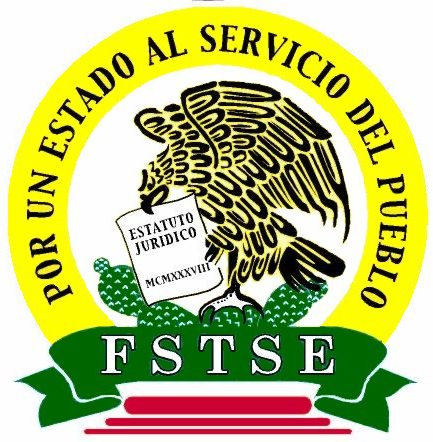 POR UN ESTADO AL SERVICIO DEL PUEBLO
ESTATUTO
JURIDICO
MCMXXXVIII
FSTSE